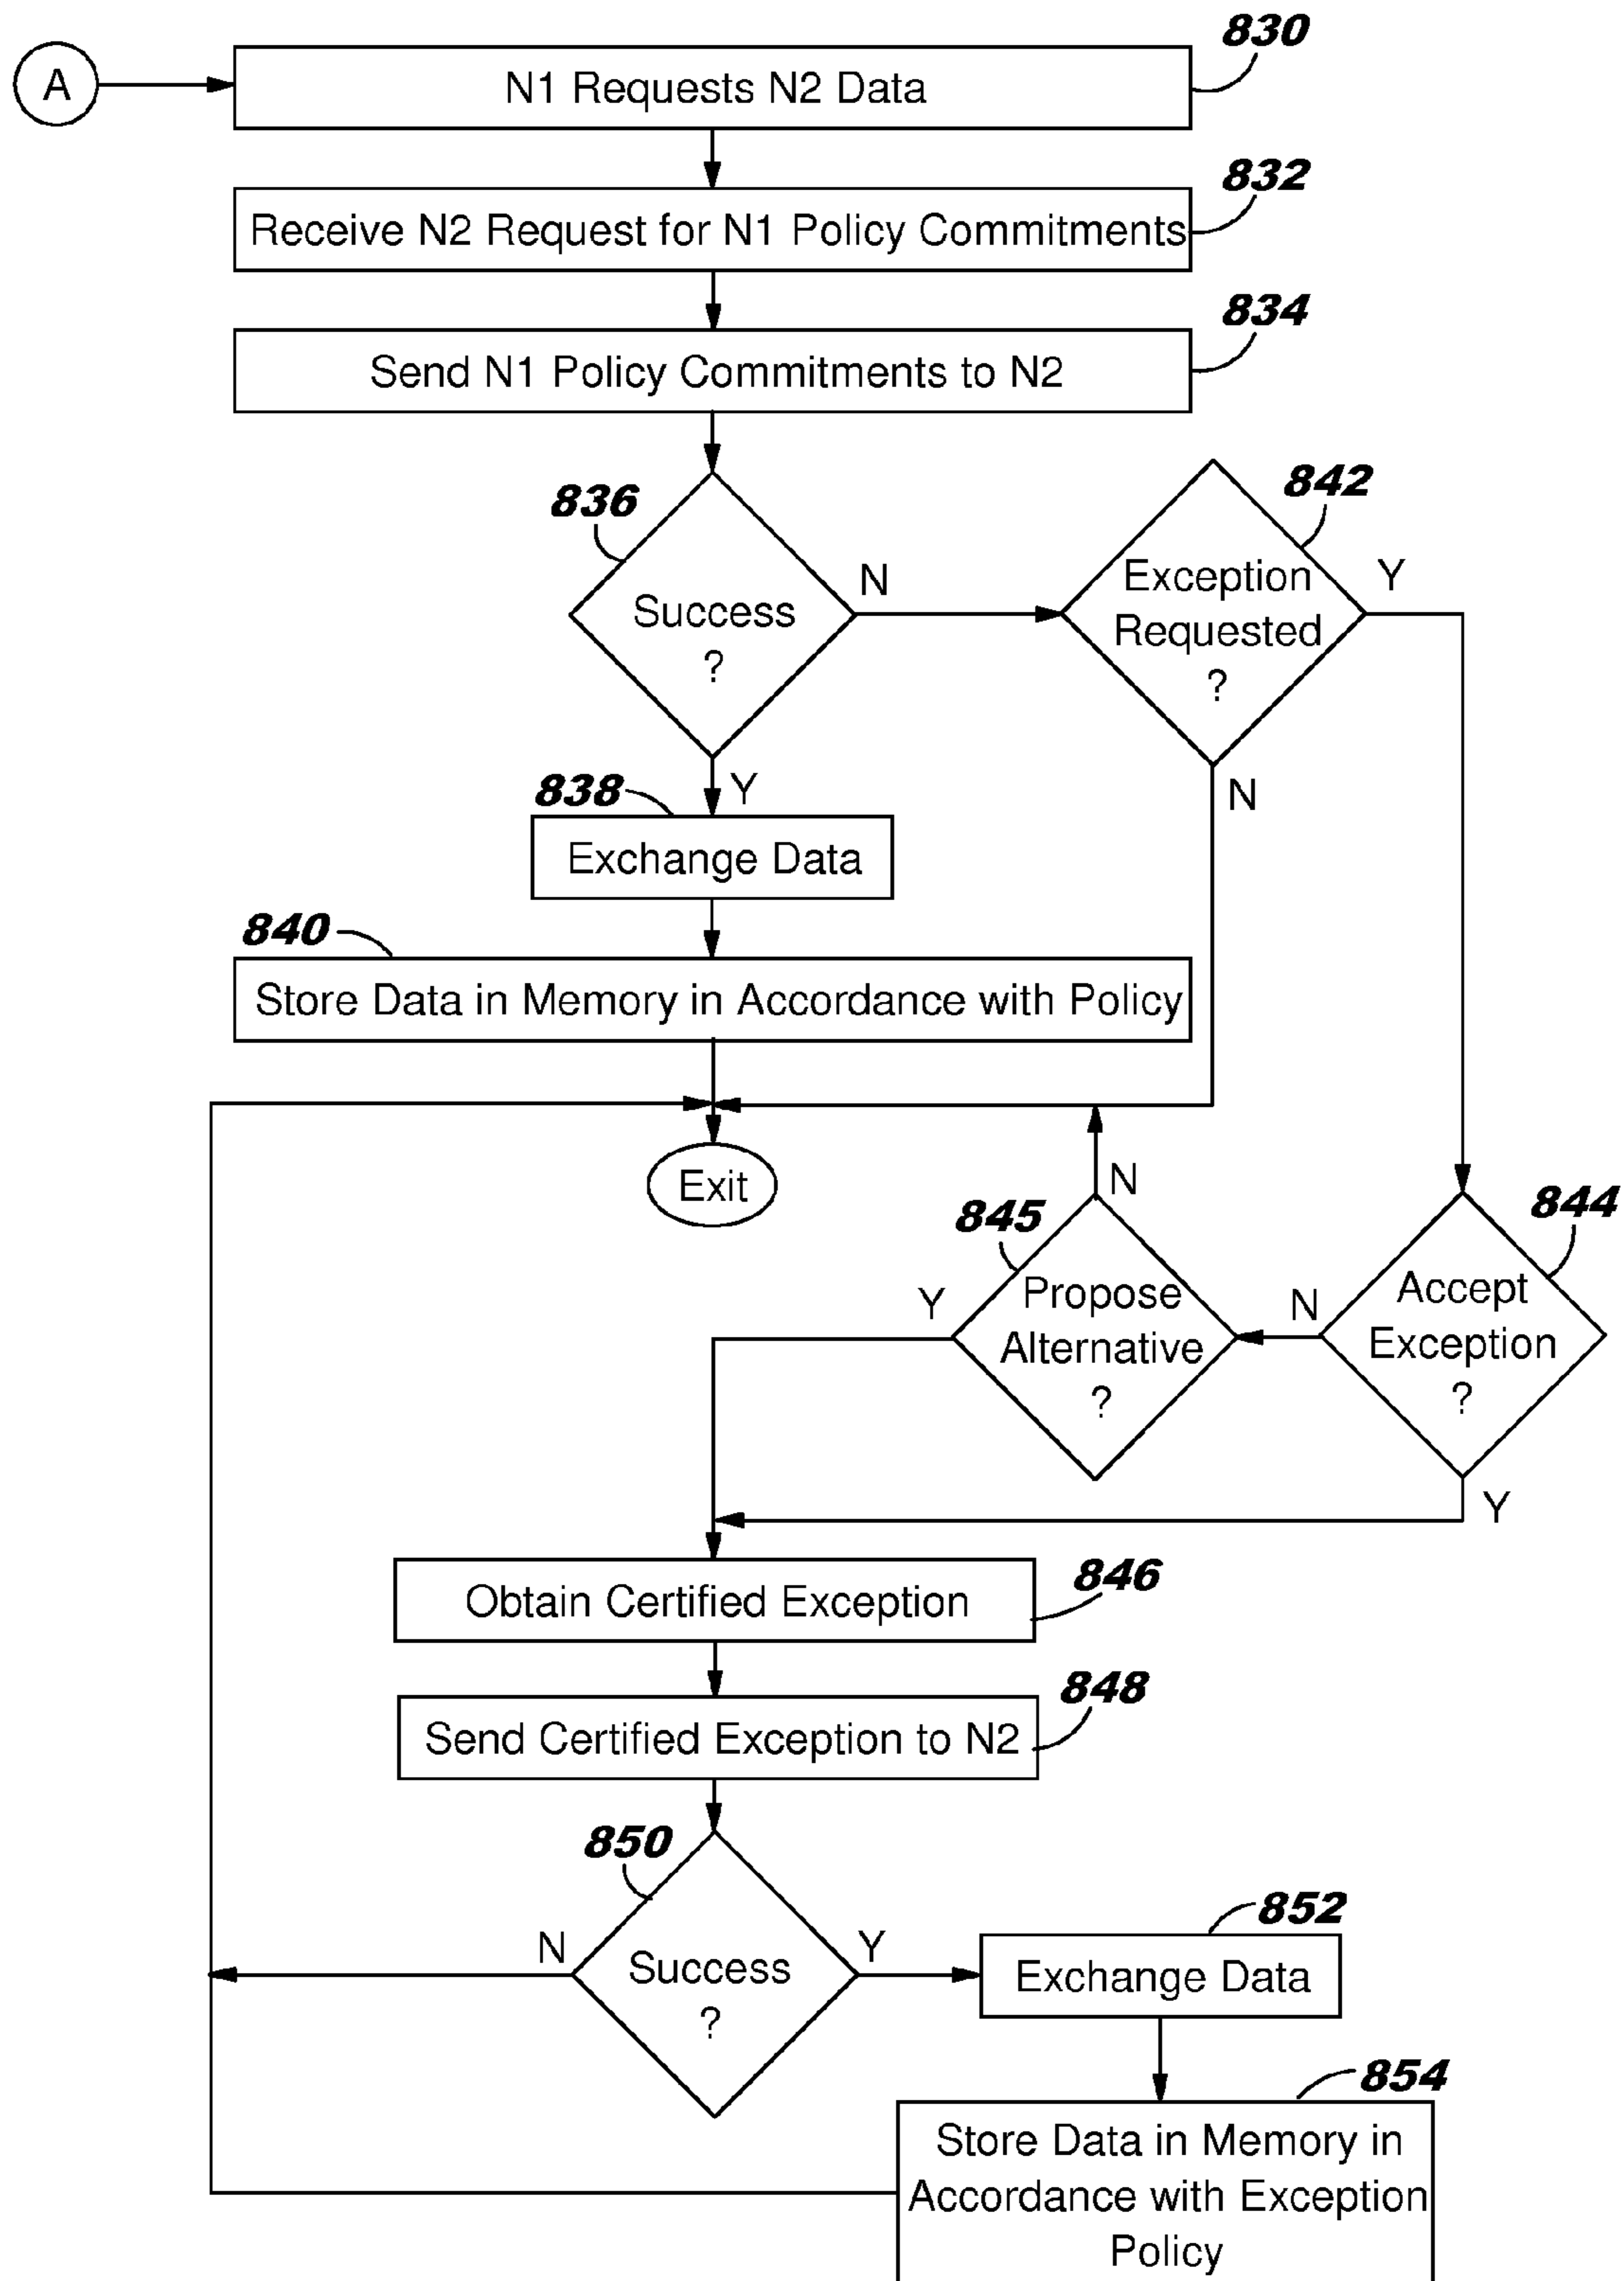 830
A
N1 Requests N2 Data
832
Receive N2 Request for N1 Policy Commitments
834
Send N1 Policy Commitments to N2
836
Success
?
N
842
Exception
Requested
?
Y
N
Y
838
Exchange Data
840
Store Data in Memory in Accordance with Policy
Exit
N
845
Propose
Alternative
?
Y
N
844
Accept
Exception
?
Y
846
Obtain Certified Exception
848
Send Certified Exception to N2
850
Success
?
N
Y
852
Exchange Data
854
Store Data in Memory in
Accordance with Exception
Policy